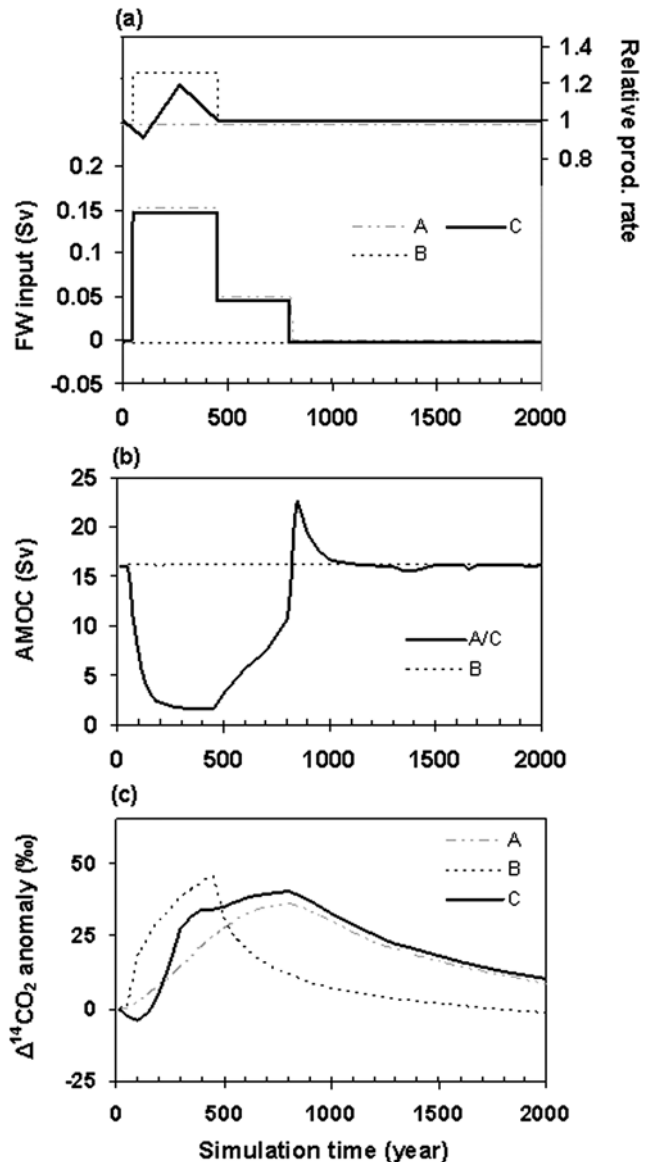 (a)
1.4
1.2
1
0.8
Relative prod. rate
0.2
0.15
0.1
0.05
0
-0.05
FW input (Sv)
A
C
B
0 500 1000 1500 2000
(b)
25
20
15
10
5
0
AMOC (Sv)
A/C
B
0 500 1000 1500 2000
(c)
50
25
0
-25
Δ¹⁴CO₂ anomaly (‰)
A
B
C
0 500 1000 1500 2000
Simulation time (year)